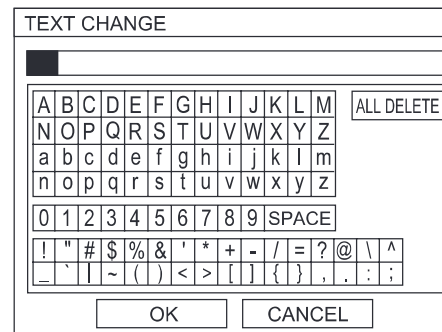 TEXT CHANGE
A B C D E F G H I J K L M ALL DELETE
N O P Q R S T U V W X Y Z
a b c d e f g h i j k l m
n o p q r s t u v w x y z
0 1 2 3 4 5 6 7 8 9 SPACE
! " # $ % & ' * + - / = ? @ \ ^
_ ` | ~ ( ) < > [ ] { } , . : ;
OK CANCEL